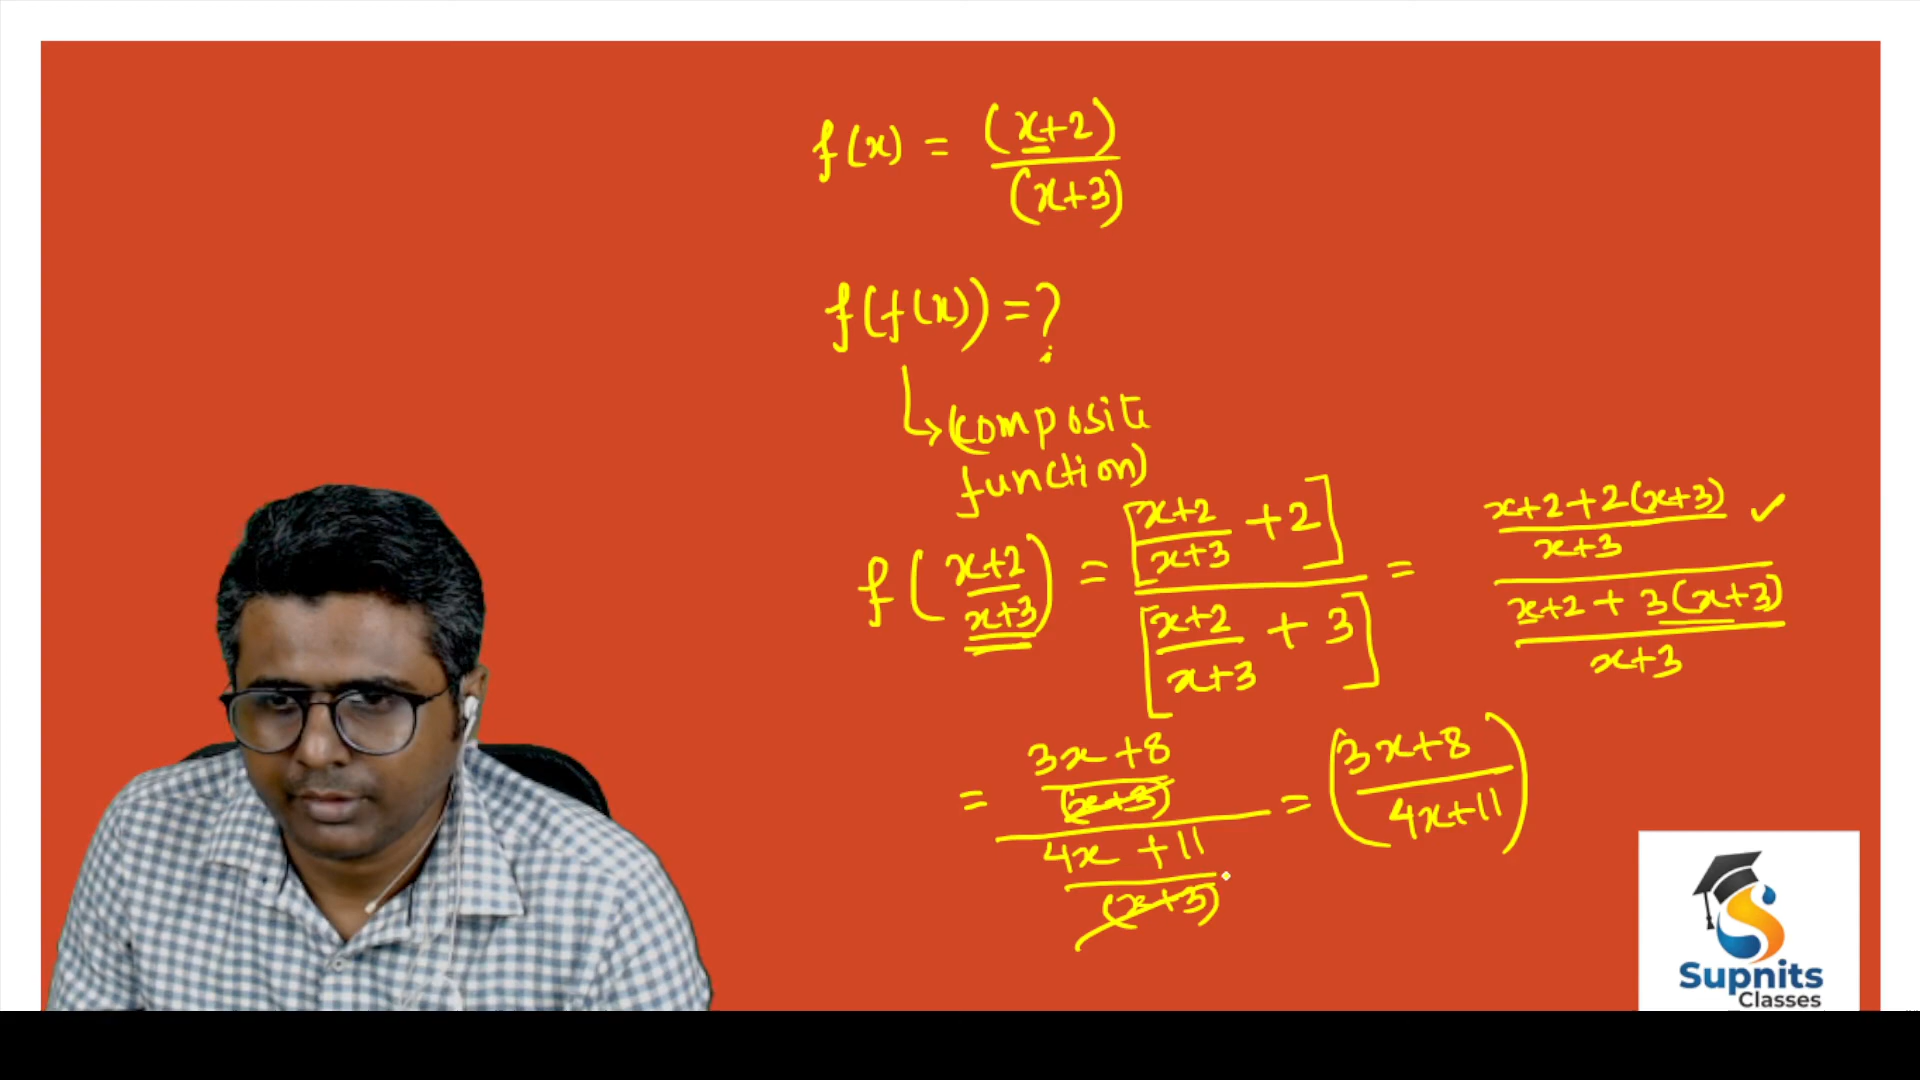 f(x) = (x+2)/(x+3)
f(f(x)) = ?
↳ (composite
function)
f((x+2)/(x+3)) = [(x+2)/(x+3) + 2]/[(x+2)/(x+3) + 3] = ((x+2+2(x+3))/(x+3))/((x+2+3(x+3))/(x+3)) ✓
= ((3x+8)/(x+3))/((4x+11)/(x+3)) = ((3x+8)/(4x+11))
Supnits
Classes